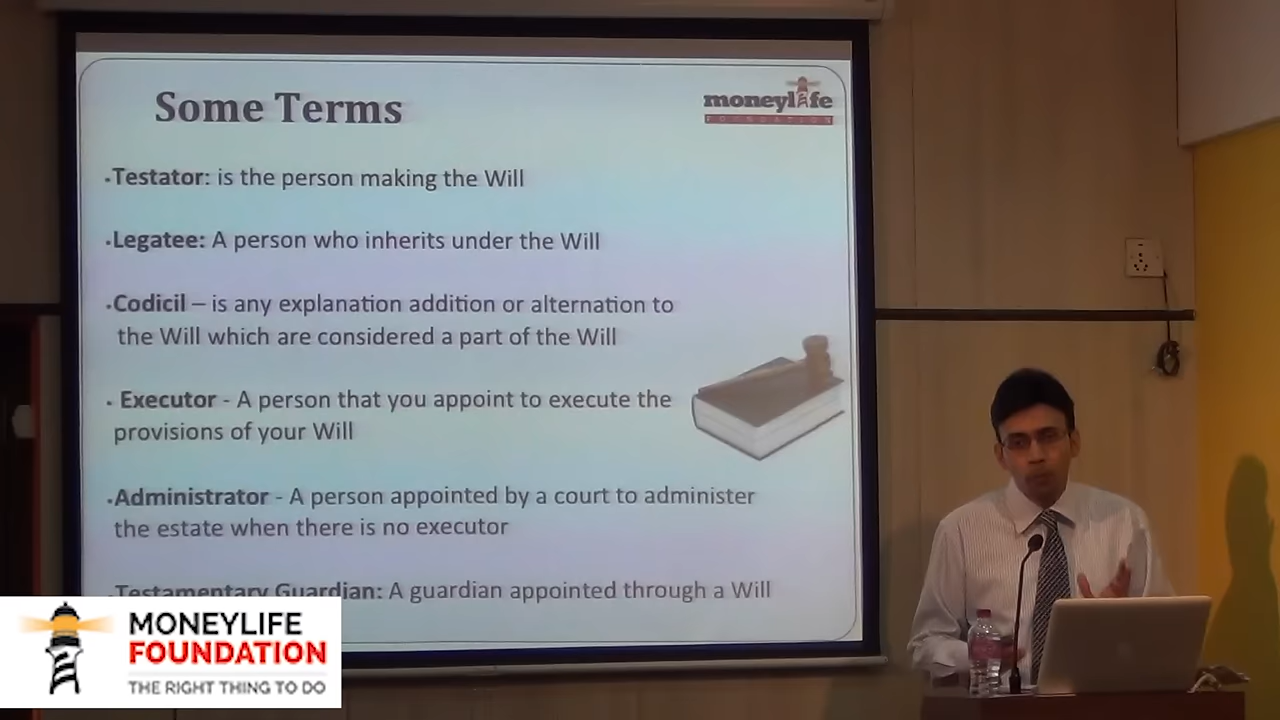 Some Terms
moneylife
FOUNDATION
·Testator: is the person making the Will
·Legatee: A person who inherits under the Will
·Codicil – is any explanation addition or alternation to
the Will which are considered a part of the Will
· Executor - A person that you appoint to execute the
provisions of your Will
·Administrator - A person appointed by a court to administer
the estate when there is no executor
·Testamentary Guardian: A guardian appointed through a Will
MONEYLIFE
FOUNDATION
THE RIGHT THING TO DO